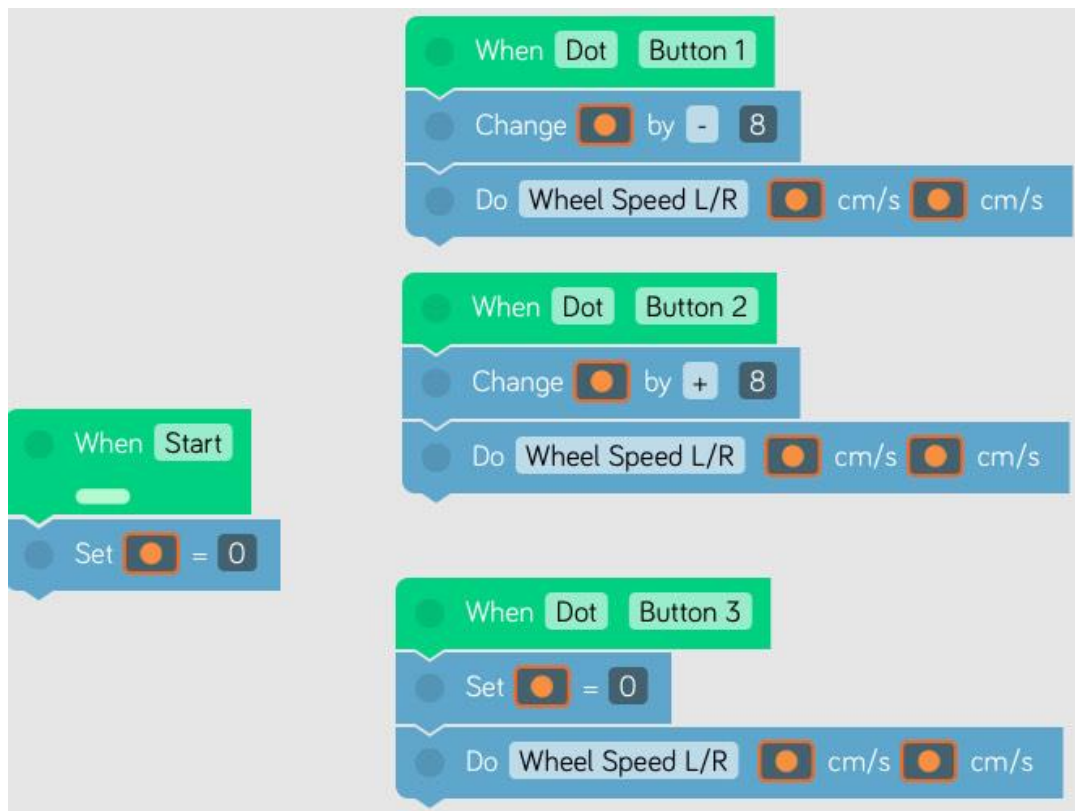 When Dot Button 1
Change by - 8
Do Wheel Speed L/R cm/s cm/s
When Dot Button 2
Change by + 8
Do Wheel Speed L/R cm/s cm/s
When Start
Set = 0
When Dot Button 3
Set = 0
Do Wheel Speed L/R cm/s cm/s